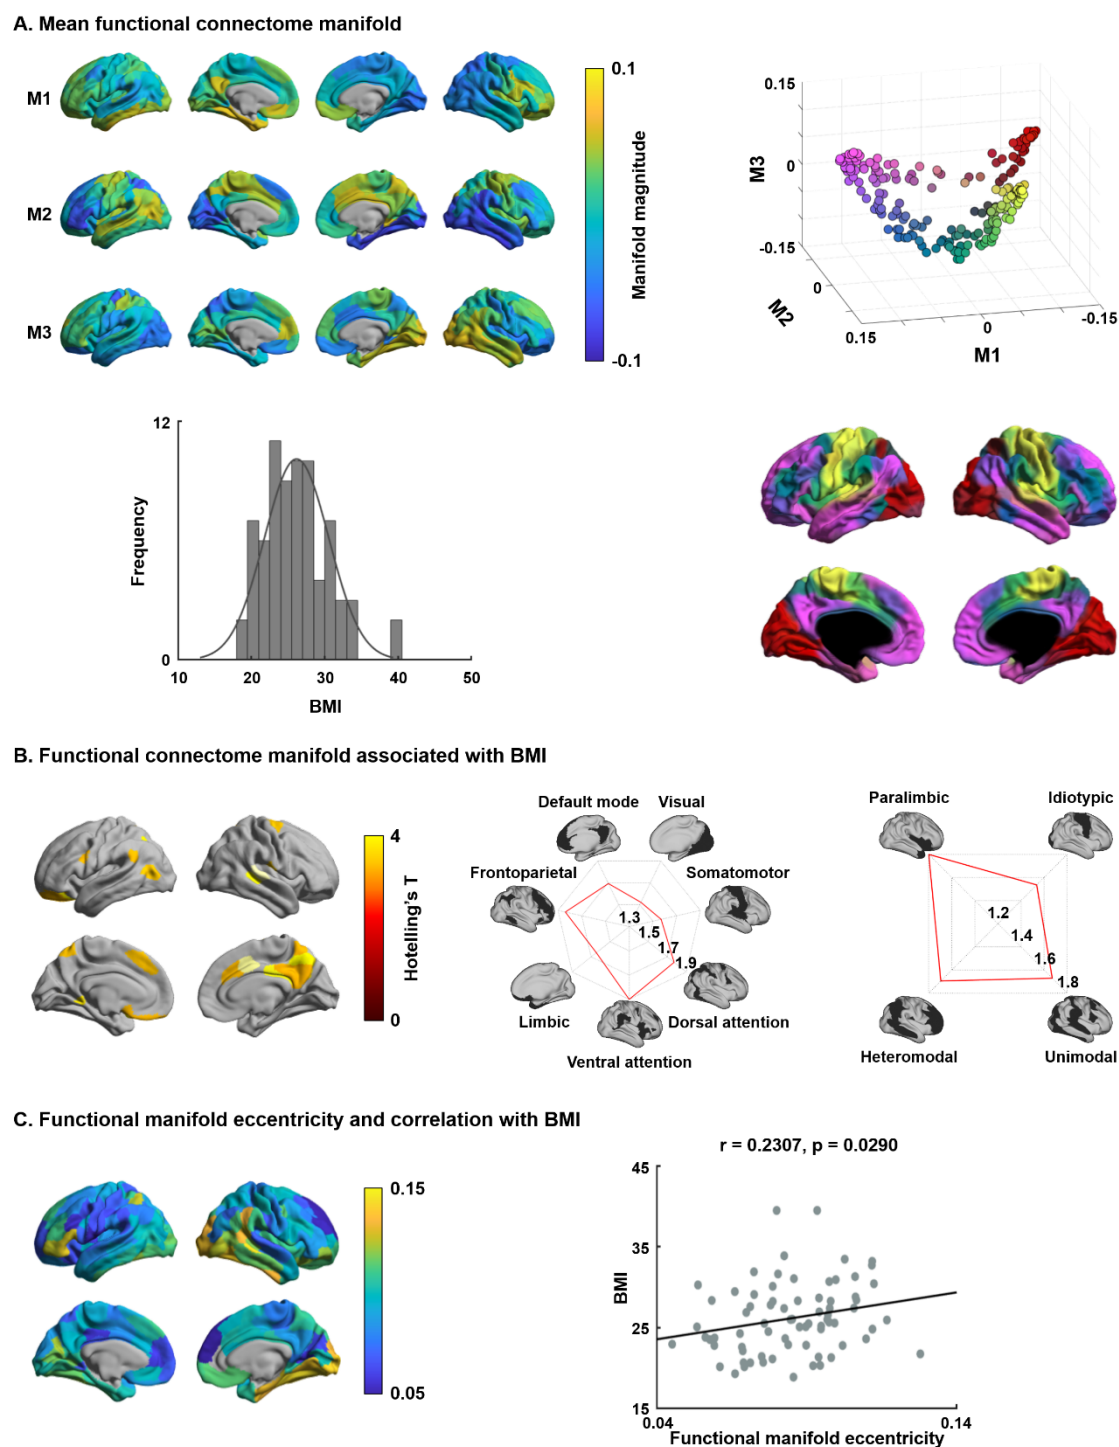 A. Mean functional connectome manifold
M1
M2
M3
0.1
Manifold magnitude
-0.1
0.15
M3
0
-0.15
0
M2
0.15
0
-0.15
M1
12
Frequency
0
10
20
30
40
50
BMI
B. Functional connectome manifold associated with BMI
4
Hotelling's T
0
Default mode
Visual
Frontoparietal
Somatomotor
1.3
1.5
1.7
1.9
Limbic
Dorsal attention
Ventral attention
Paralimbic
Idiotypic
1.2
1.4
1.6
1.8
Heteromodal
Unimodal
C. Functional manifold eccentricity and correlation with BMI
0.15
0.05
r = 0.2307, p = 0.0290
45
35
BMI
25
15
0.04
0.14
Functional manifold eccentricity